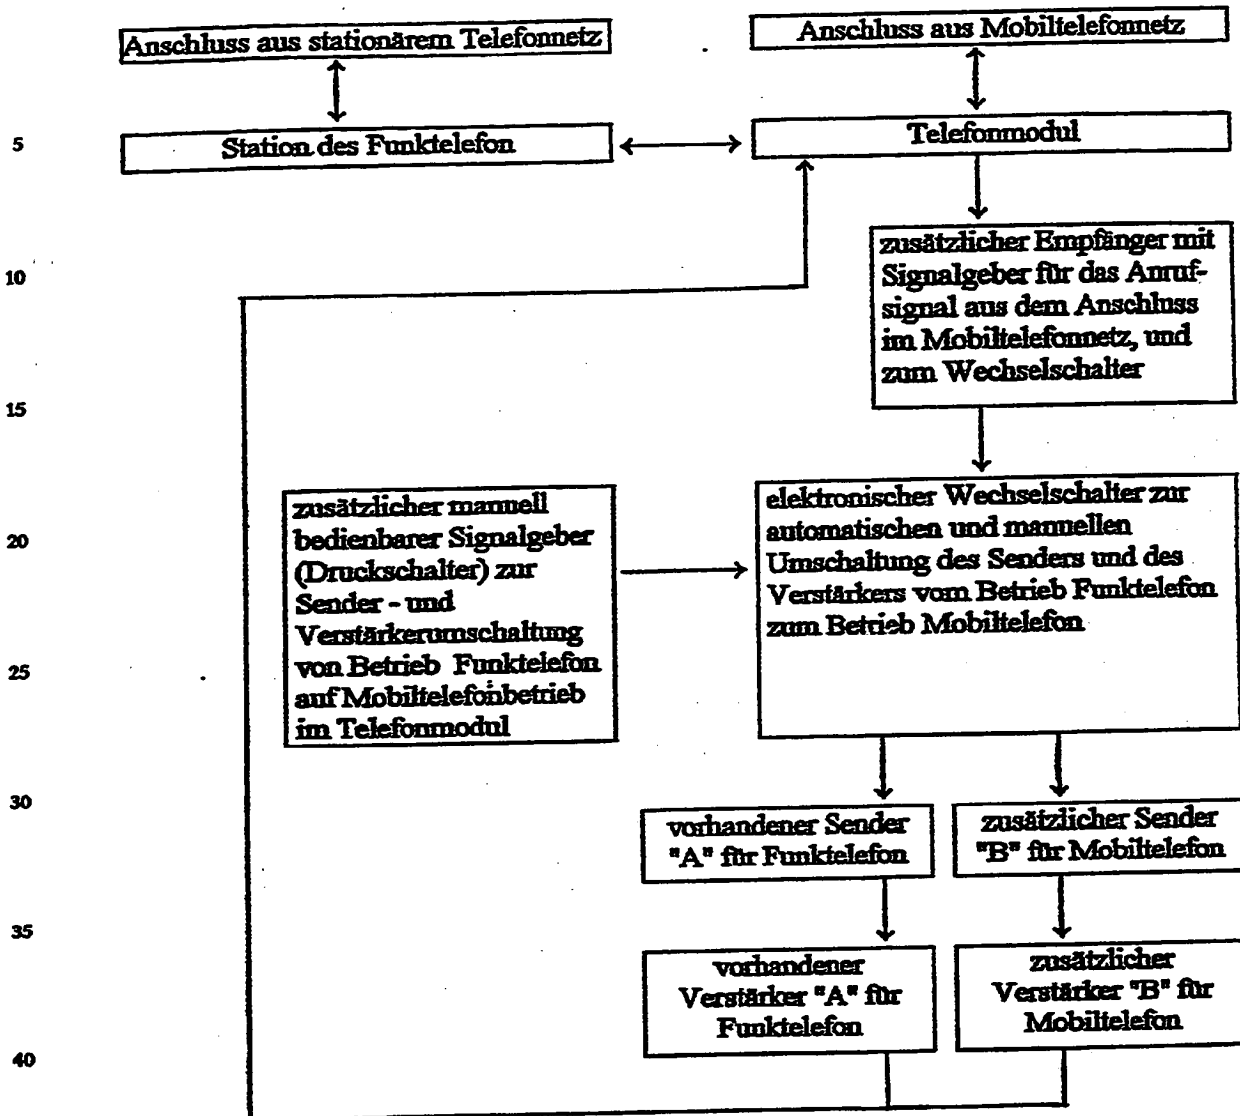 Anschluss aus stationärem Telefonnetz
Anschluss aus Mobiltelefonnetz
5
Station des Funktelefon
Telefonmodul
zusätzlicher Empfänger mit
Signalgeber für das Anruf-
signal aus dem Anschluss
im Mobiltelefonnetz, und
zum Wechselschalter
10
15
zusätzlicher manuell
bedienbarer Signalgeber
(Druckschalter) zur
Sender - und
Verstärkerumschaltung
von Betrieb Funktelefon
auf Mobiltelefonbetrieb
im Telefonmodul
elektronischer Wechselschalter zur
automatischen und manuellen
Umschaltung des Senders und des
Verstärkers vom Betrieb Funktelefon
zum Betrieb Mobiltelefon
20
25
30
vorhandener Sender
"A" für Funktelefon
zusätzlicher Sender
"B" für Mobiltelefon
35
vorhandener
Verstärker "A" für
Funktelefon
zusätzlicher
Verstärker "B" für
Mobiltelefon
40